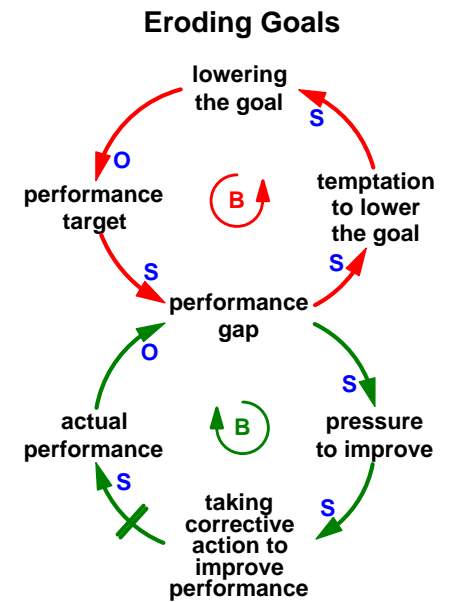 Eroding Goals
lowering
the goal
S
O
performance
target
B
temptation
to lower
the goal
S
S
performance
gap
O
S
actual
performance
B
pressure
to improve
S
S
taking
corrective
action to
improve
performance